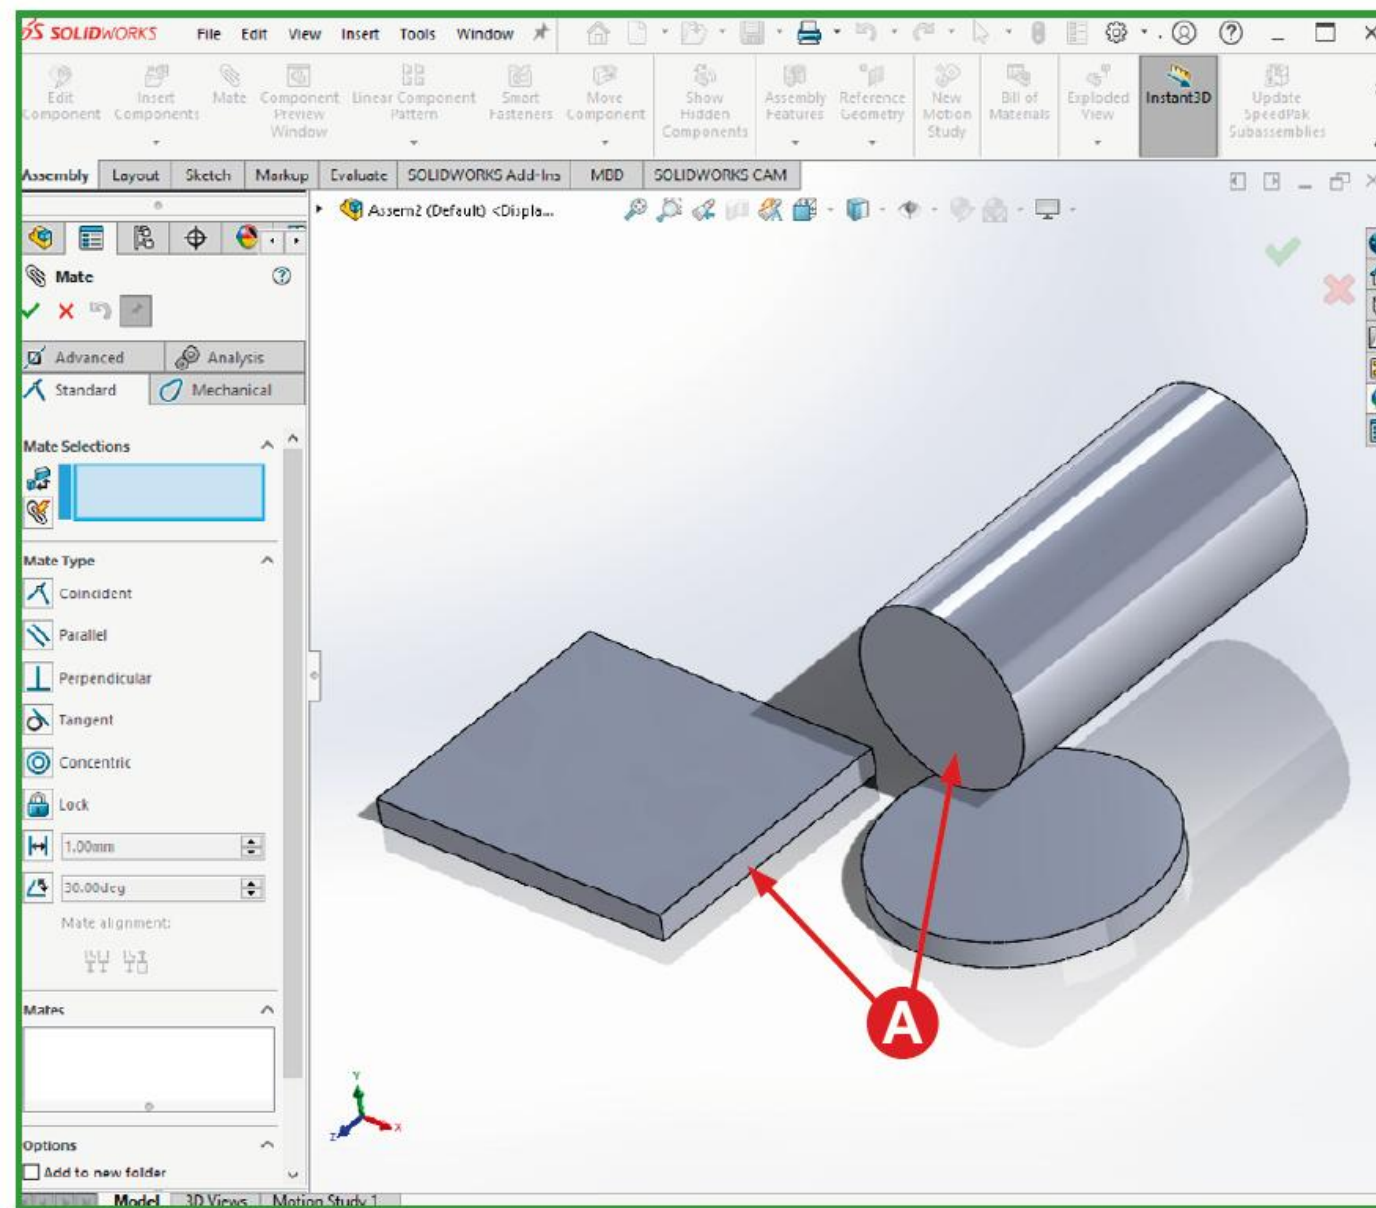 SOLIDWORKS File Edit View Insert Tools Window
Edit Component
Insert Components
Mate
Component Preview Window
Linear Component Pattern
Smart Fasteners
Move Component
Show Hidden Components
Assembly Features
Reference Geometry
New Motion Study
Bill of Materials
Exploded View
Instant3D
Update SpeedPak Subassemblies
Assembly Layout Sketch Markup Evaluate SOLIDWORKS Add-Ins MBD SOLIDWORKS CAM
Assem2 (Default) <Displa...
Mate
Advanced Analysis
Standard Mechanical
Mate Selections
Mate Type
Coincident
Parallel
Perpendicular
Tangent
Concentric
Lock
1.00mm
30.00deg
Mate alignment:
Mates
Options
Add to new folder
A
Y
Z X
Model 3D Views Motion Study 1